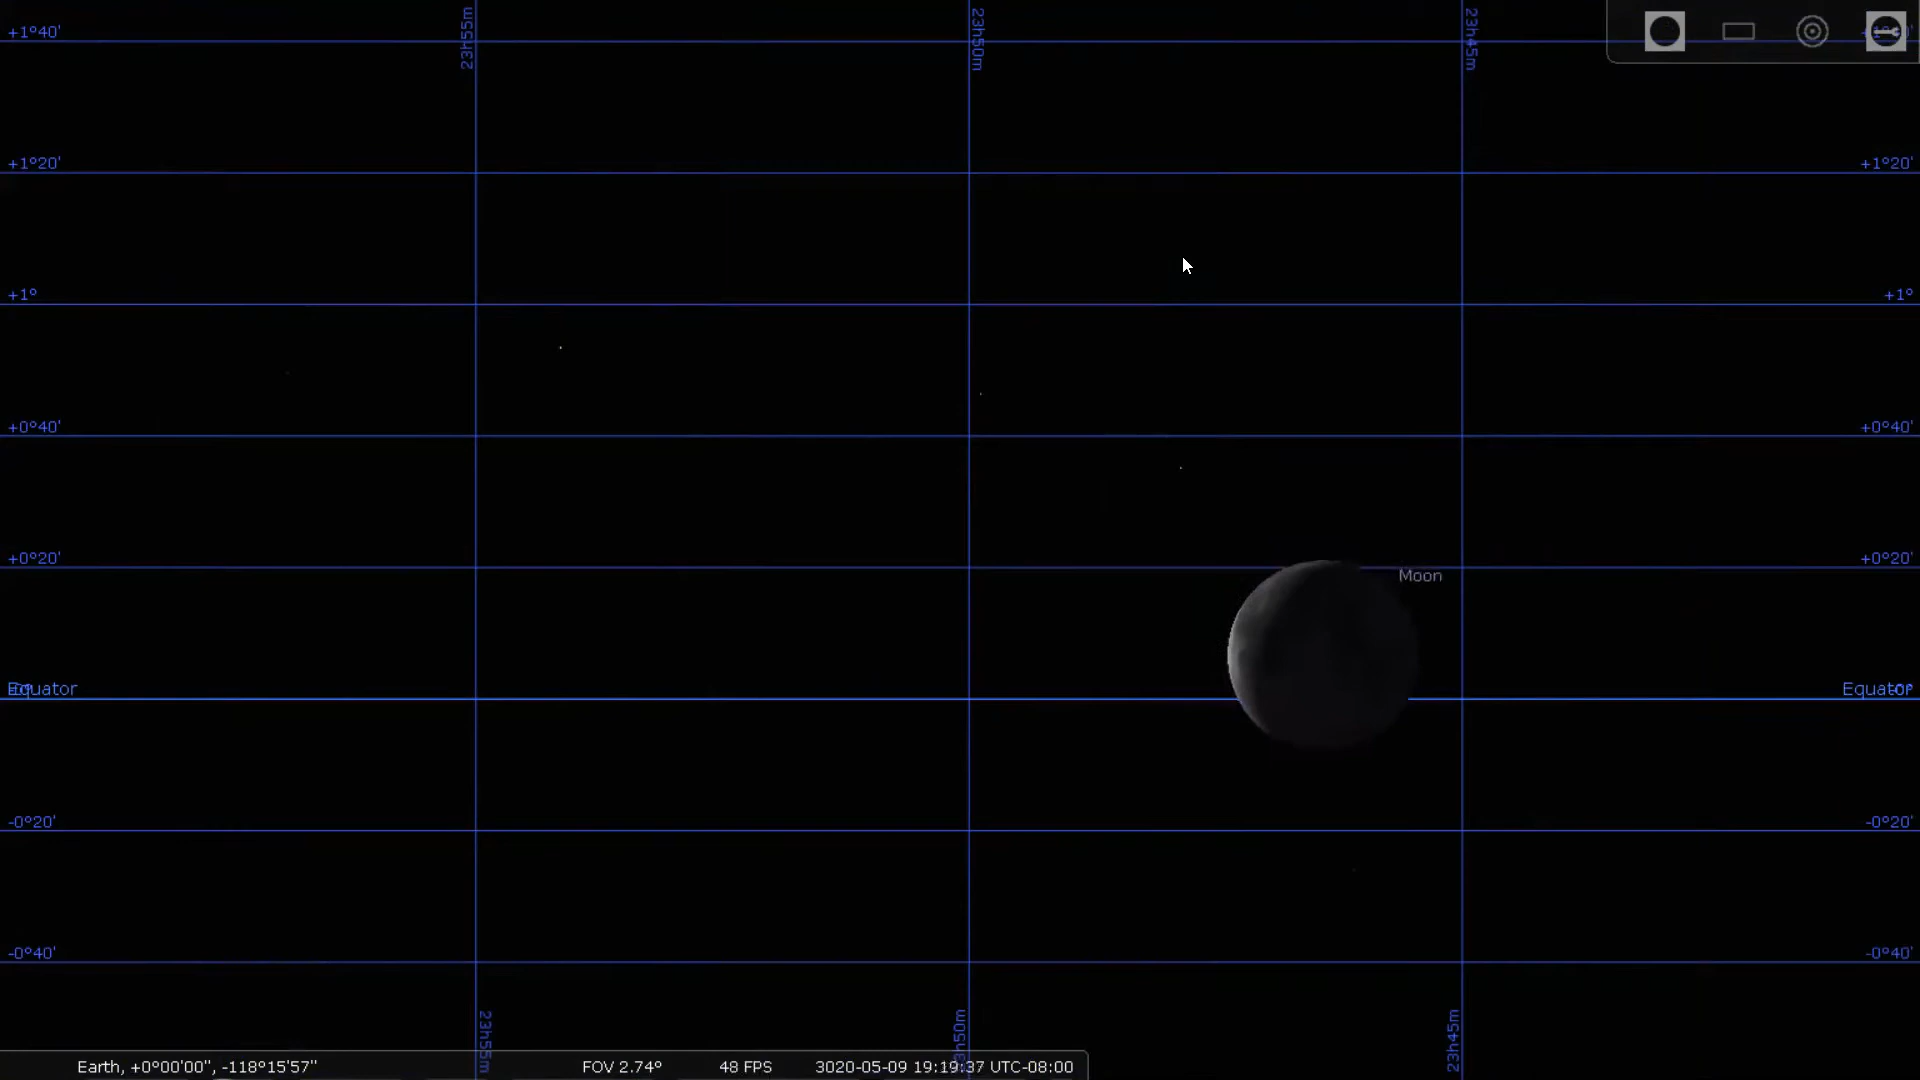 23h55m
23h50m
23h45m
+1°40'
+1°20' +1°20'
+1° +1°
+0°40' +0°40'
+0°20' +0°20'
Moon
Equator Equator
-0°20' -0°20'
-0°40' -0°40'
23h55m
23h50m
23h45m
Earth, +0°00'00", -118°15'57" FOV 2.74° 48 FPS 3020-05-09 19:19:37 UTC-08:00